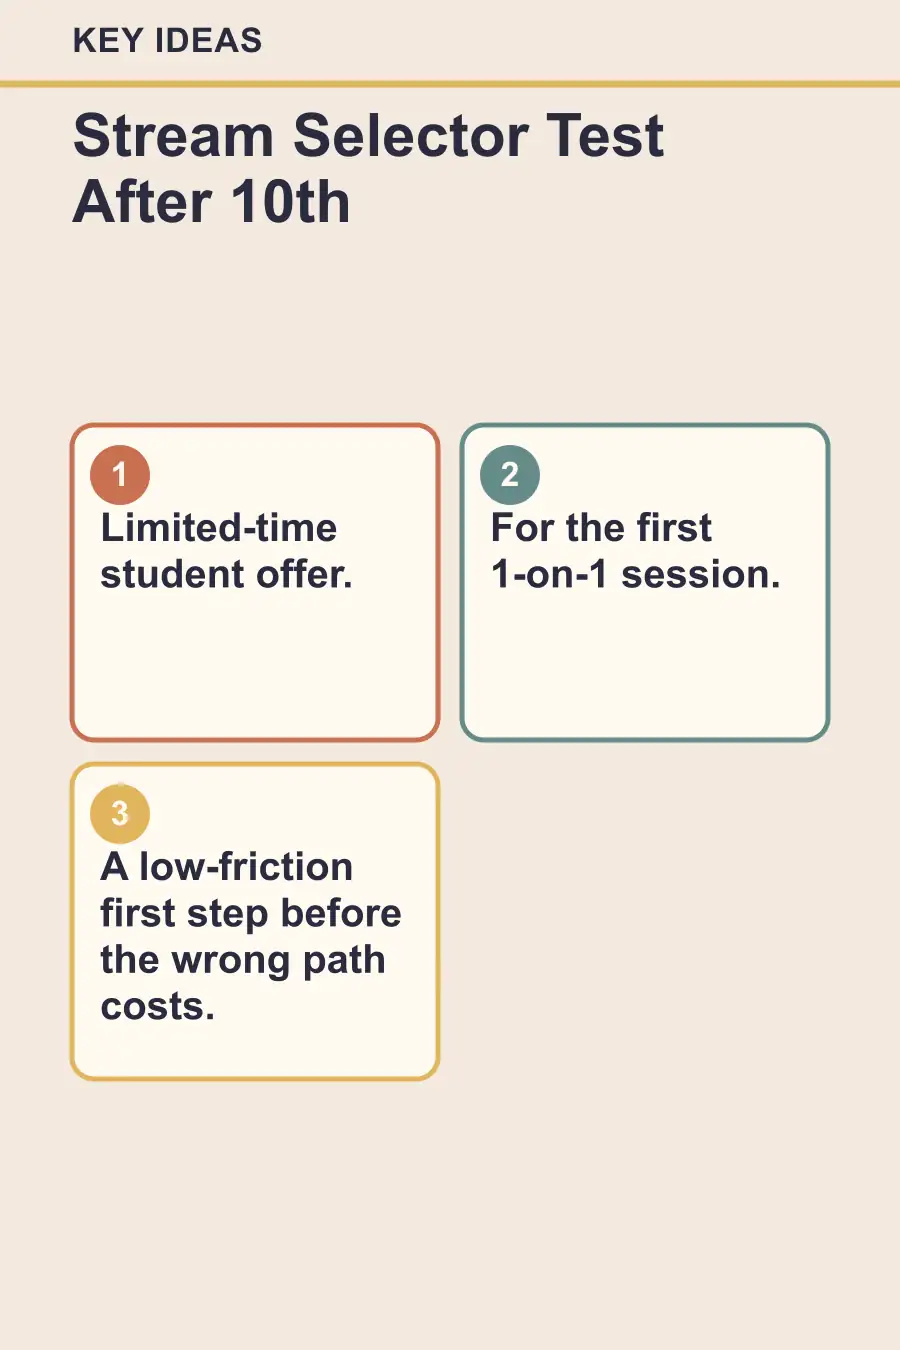 KEY IDEAS
Stream Selector Test
After 10th
1
Limited-time
student offer.
2
For the first
1-on-1 session.
3
A low-friction
first step before
the wrong path
costs.